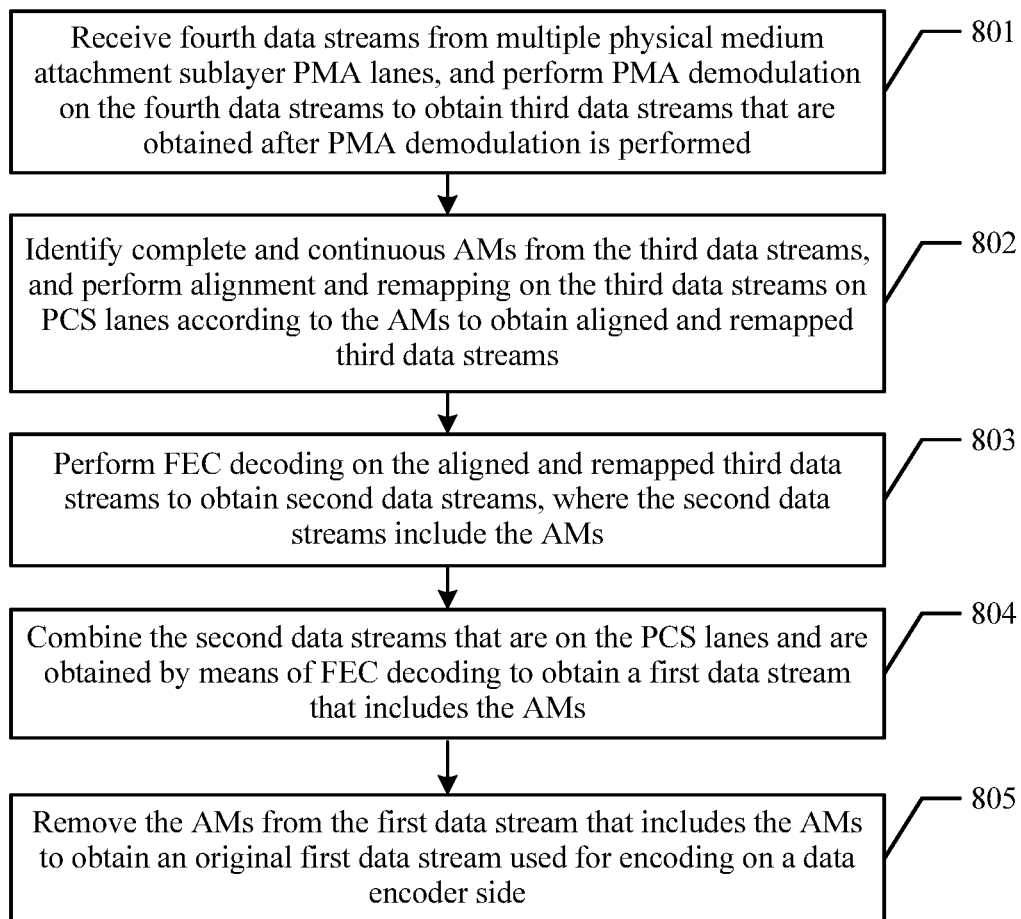 Receive fourth data streams from multiple physical medium
attachment sublayer PMA lanes, and perform PMA demodulation
on the fourth data streams to obtain third data streams that are
obtained after PMA demodulation is performed
801
Identify complete and continuous AMs from the third data streams,
and perform alignment and remapping on the third data streams on
PCS lanes according to the AMs to obtain aligned and remapped
third data streams
802
Perform FEC decoding on the aligned and remapped third data
streams to obtain second data streams, where the second data
streams include the AMs
803
Combine the second data streams that are on the PCS lanes and are
obtained by means of FEC decoding to obtain a first data stream
that includes the AMs
804
Remove the AMs from the first data stream that includes the AMs
to obtain an original first data stream used for encoding on a data
encoder side
805